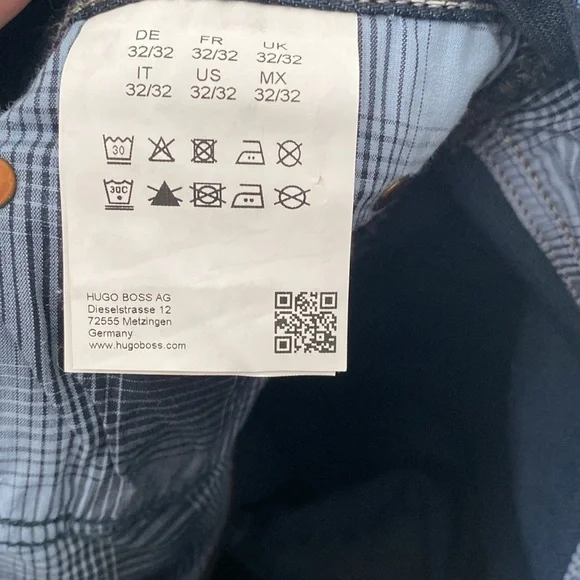 DE FR UK
32/32 32/32 32/32
IT US MX
32/32 32/32 32/32
30
30C
HUGO BOSS AG
Dieselstrasse 12
72555 Metzingen
Germany
www.hugoboss.com